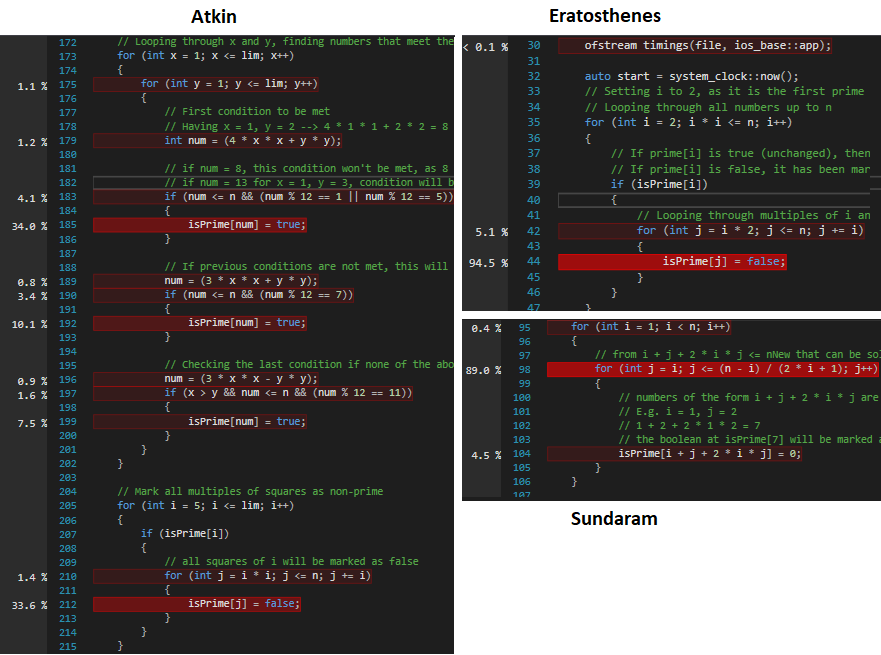 Atkin
172 // Looping through x and y, finding numbers that meet the
173 for (int x = 1; x <= lim; x++)
174 {
1.1 % 175 for (int y = 1; y <= lim; y++)
176 {
177 // First condition to be met
178 // Having x = 1, y = 2 --> 4 * 1 * 1 + 2 * 2 = 8
1.2 % 179 int num = (4 * x * x + y * y);
180
181 // if num = 8, this condition won't be met, as 8
182 // if num = 13 for x = 1, y = 3, condition will b
4.1 % 183 if (num <= n && (num % 12 == 1 || num % 12 == 5))
184 {
34.0 % 185 isPrime[num] = true;
186 }
187
188 // If previous conditions are not met, this will
0.8 % 189 num = (3 * x * x + y * y);
3.4 % 190 if (num <= n && (num % 12 == 7))
191 {
10.1 % 192 isPrime[num] = true;
193 }
194
195 // Checking the last condition if none of the abo
0.9 % 196 num = (3 * x * x - y * y);
1.6 % 197 if (x > y && num <= n && (num % 12 == 11))
198 {
7.5 % 199 isPrime[num] = true;
200 }
201 }
202 }
203
204 // Mark all multiples of squares as non-prime
205 for (int i = 5; i <= lim; i++)
206 {
207 if (isPrime[i])
208 {
209 // all squares of i will be marked as false
1.4 % 210 for (int j = i * i; j <= n; j += i)
211 {
33.6 % 212 isPrime[j] = false;
213 }
214 }
215 }
Eratosthenes
< 0.1 % 30 ofstream timings(file, ios_base::app);
31
32 auto start = system_clock::now();
33 // Setting i to 2, as it is the first prime
34 // Looping through all numbers up to n
35 for (int i = 2; i * i <= n; i++)
36 {
37 // If prime[i] is true (unchanged), then
38 // If prime[i] is false, it has been mar
39 if (isPrime[i])
40 {
41 // Looping through multiples of i an
5.1 % 42 for (int j = i * 2; j <= n; j += i)
43 {
94.5 % 44 isPrime[j] = false;
45 }
46 }
47 }
0.4 % 95 for (int i = 1; i < n; i++)
96 {
97 // from i + j + 2 * i * j <= nNew that can be sol
89.0 % 98 for (int j = i; j <= (n - i) / (2 * i + 1); j++)
99 {
100 // numbers of the form i + j + 2 * i * j are
101 // E.g. i = 1, j = 2
102 // 1 + 2 + 2 * 1 * 2 = 7
103 // the boolean at isPrime[7] will be marked a
4.5 % 104 isPrime[i + j + 2 * i * j] = 0;
105 }
106 }
107
Sundaram